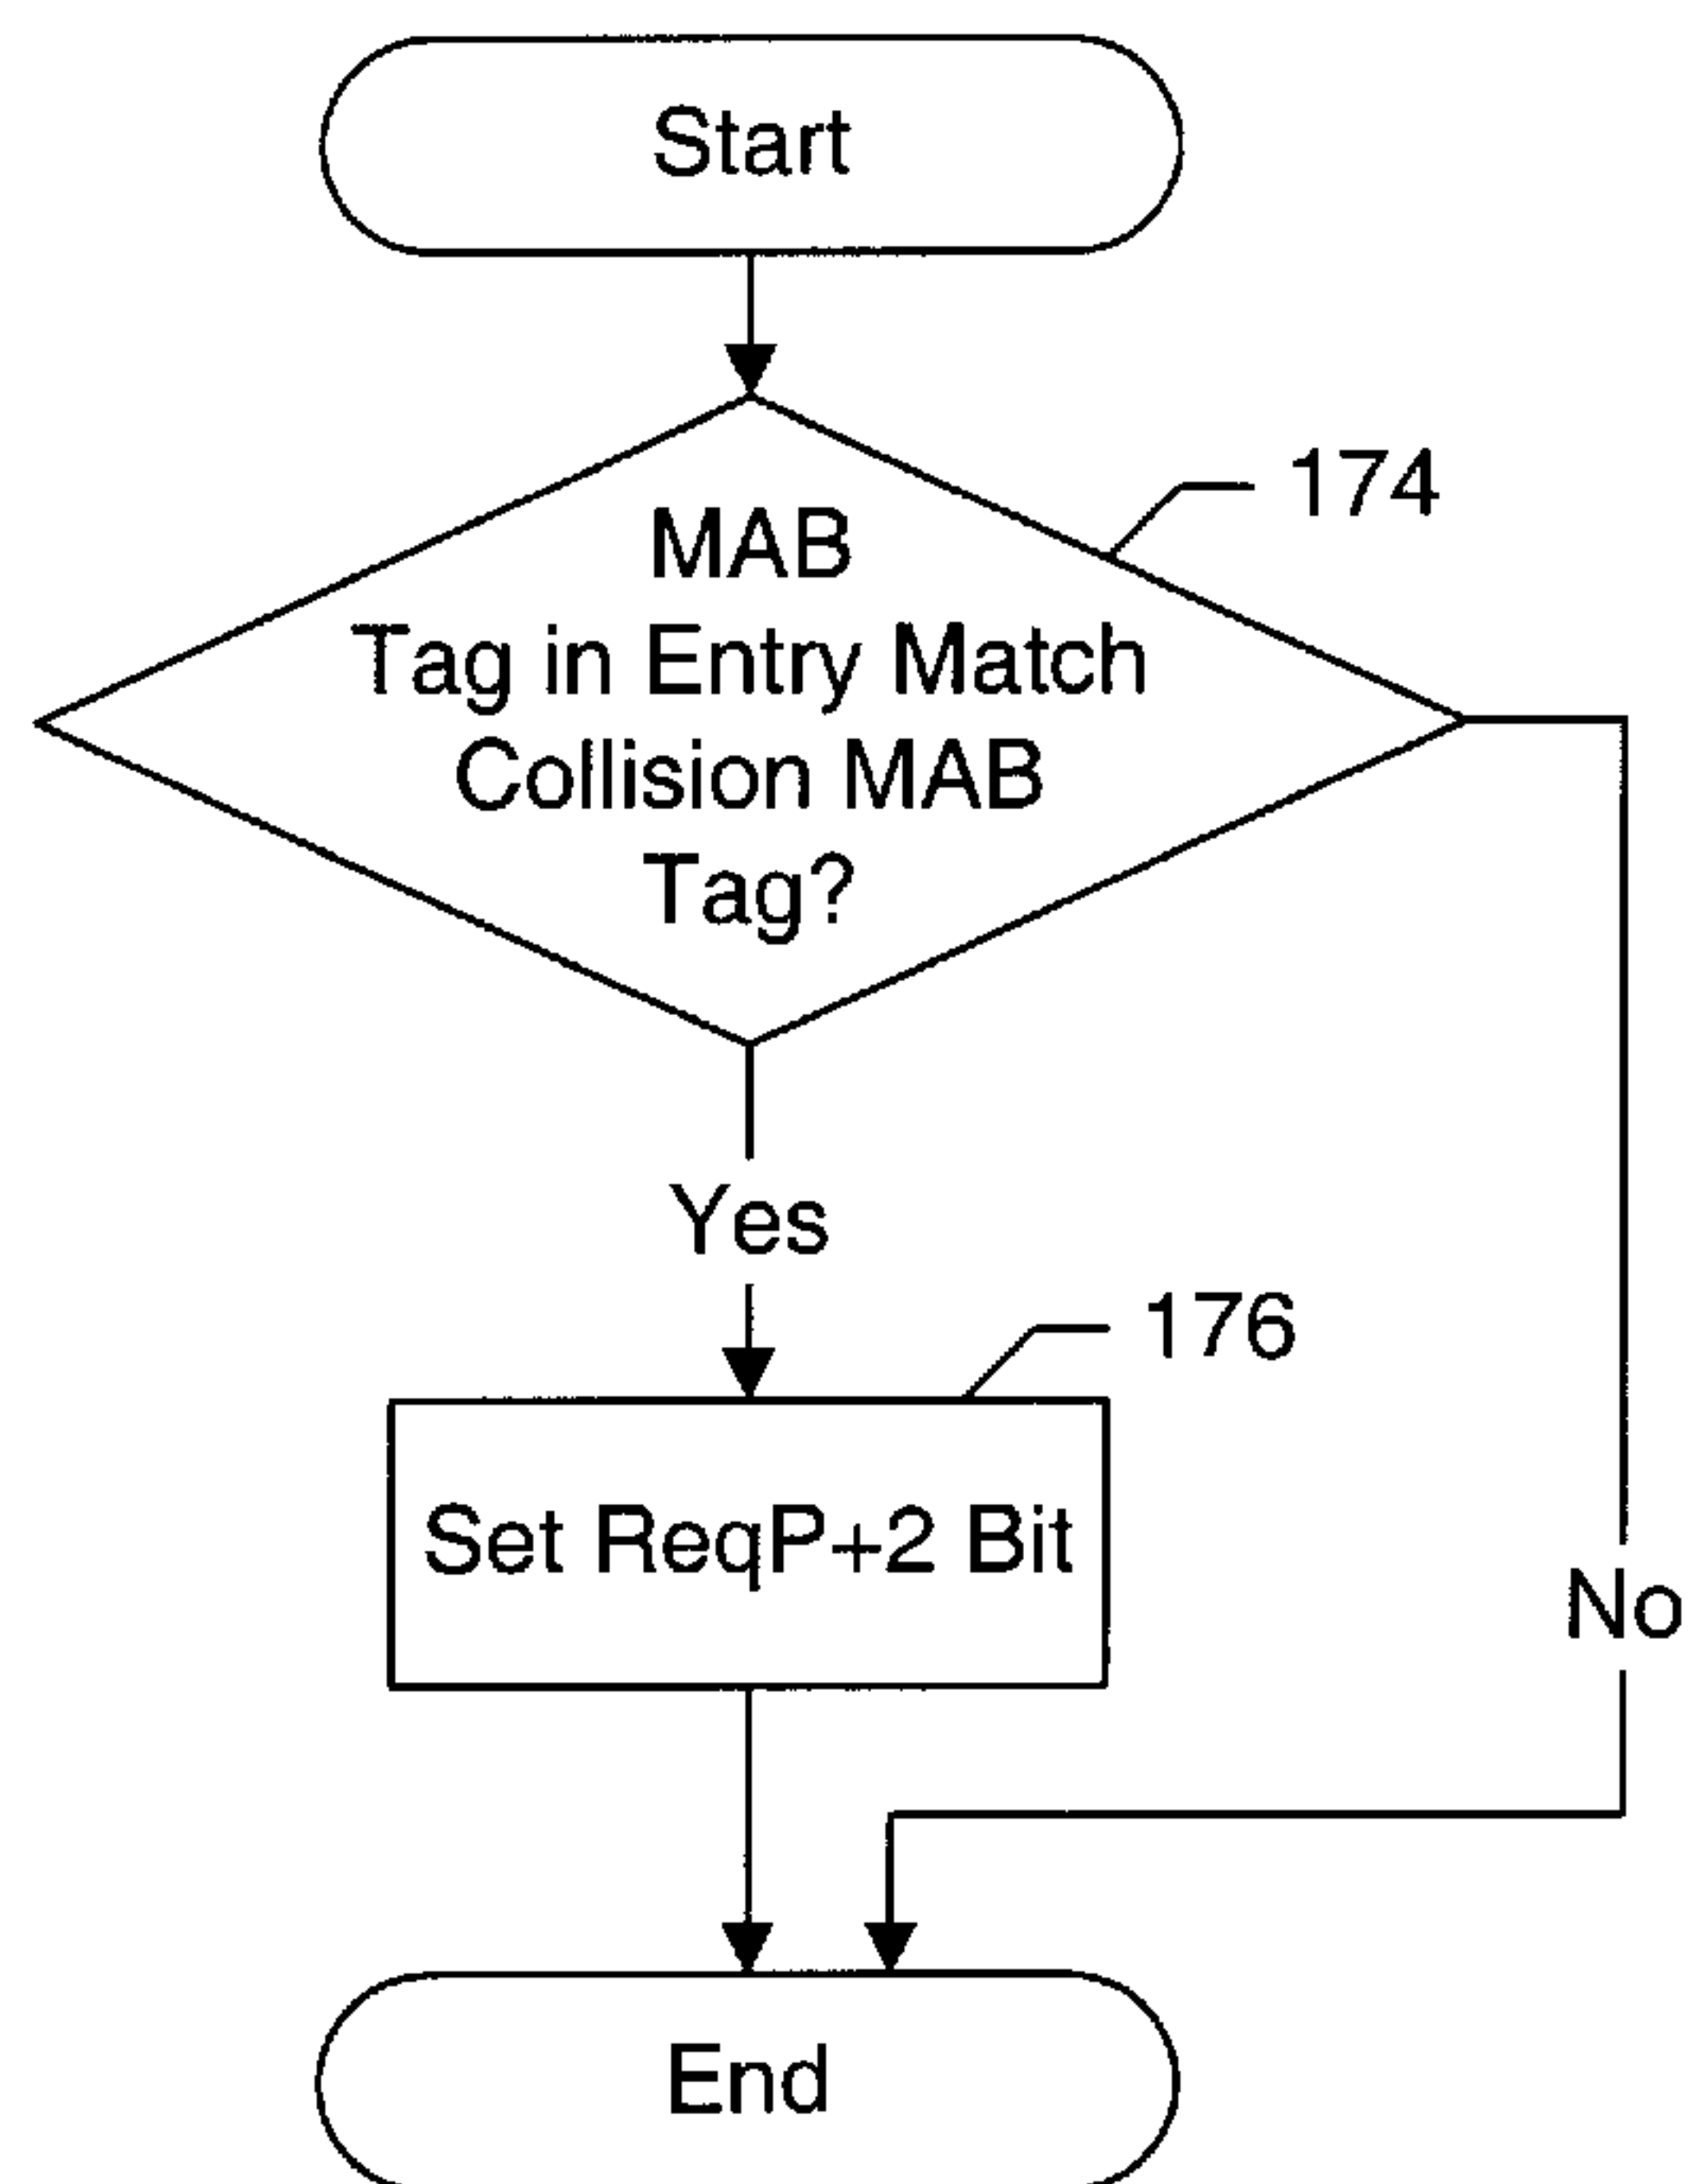 Start
174
MAB
Tag in Entry Match
Collision MAB
Tag?
Yes
176
Set ReqP+2 Bit
No
End